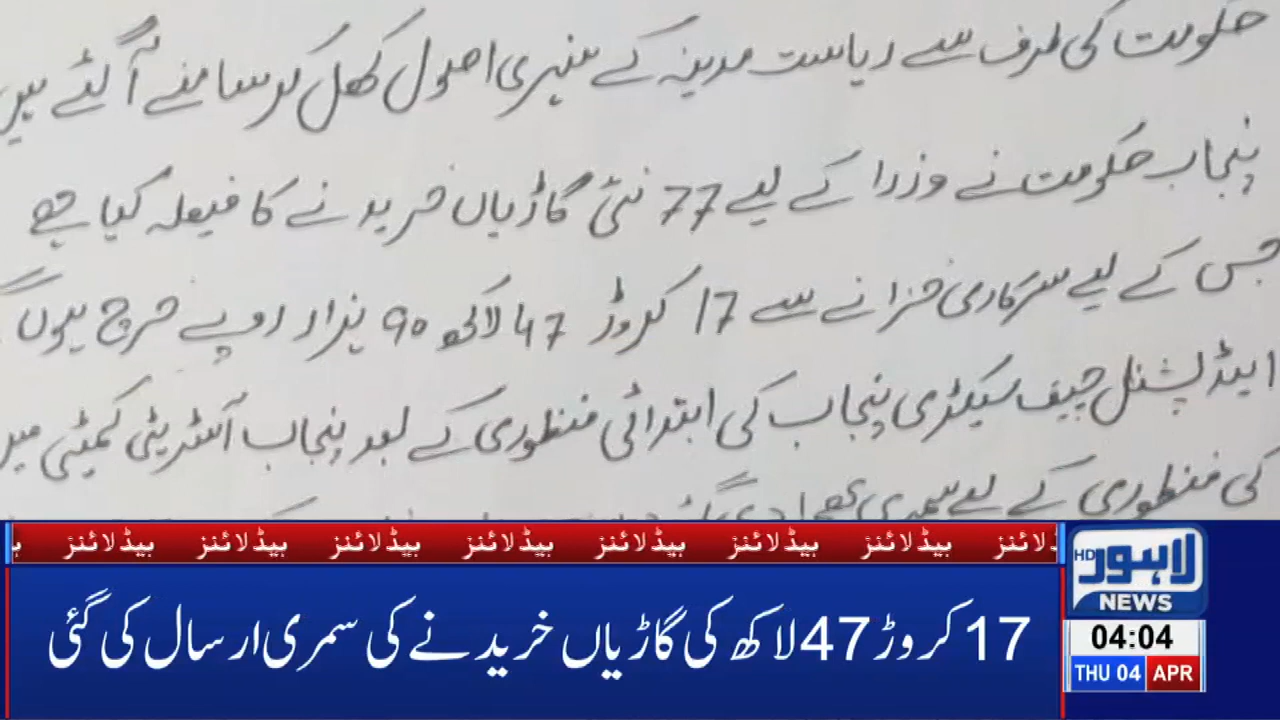 حکومت کی طرف سے ریاست مدینہ کے سنہری اصول کھل کر سامنے آ گئے ہیں
پنجاب حکومت نے وزرا کے لیے 77 نئی گاڑیاں خریدنے کا فیصلہ کیا ہے
جس کے لیے سرکاری خزانے سے 17 کروڑ 47 لاکھ 90 ہزار روپے خرچ ہوں گے
ایڈیشنل چیف سیکٹری پنجاب کی ابتدائی منظوری کے بعد پنجاب آسٹریٹی کمیٹی میں
کی منظوری کے لیے سمری
ہیڈلائنز ہیڈلائنز ہیڈلائنز ہیڈلائنز ہیڈلائنز ہیڈلائنز ہیڈلائنز
17 کروڑ 47 لاکھ کی گاڑیاں خریدنے کی سمری ارسال کی گئی
لاہور HD
NEWS
04:04
THU 04 APR